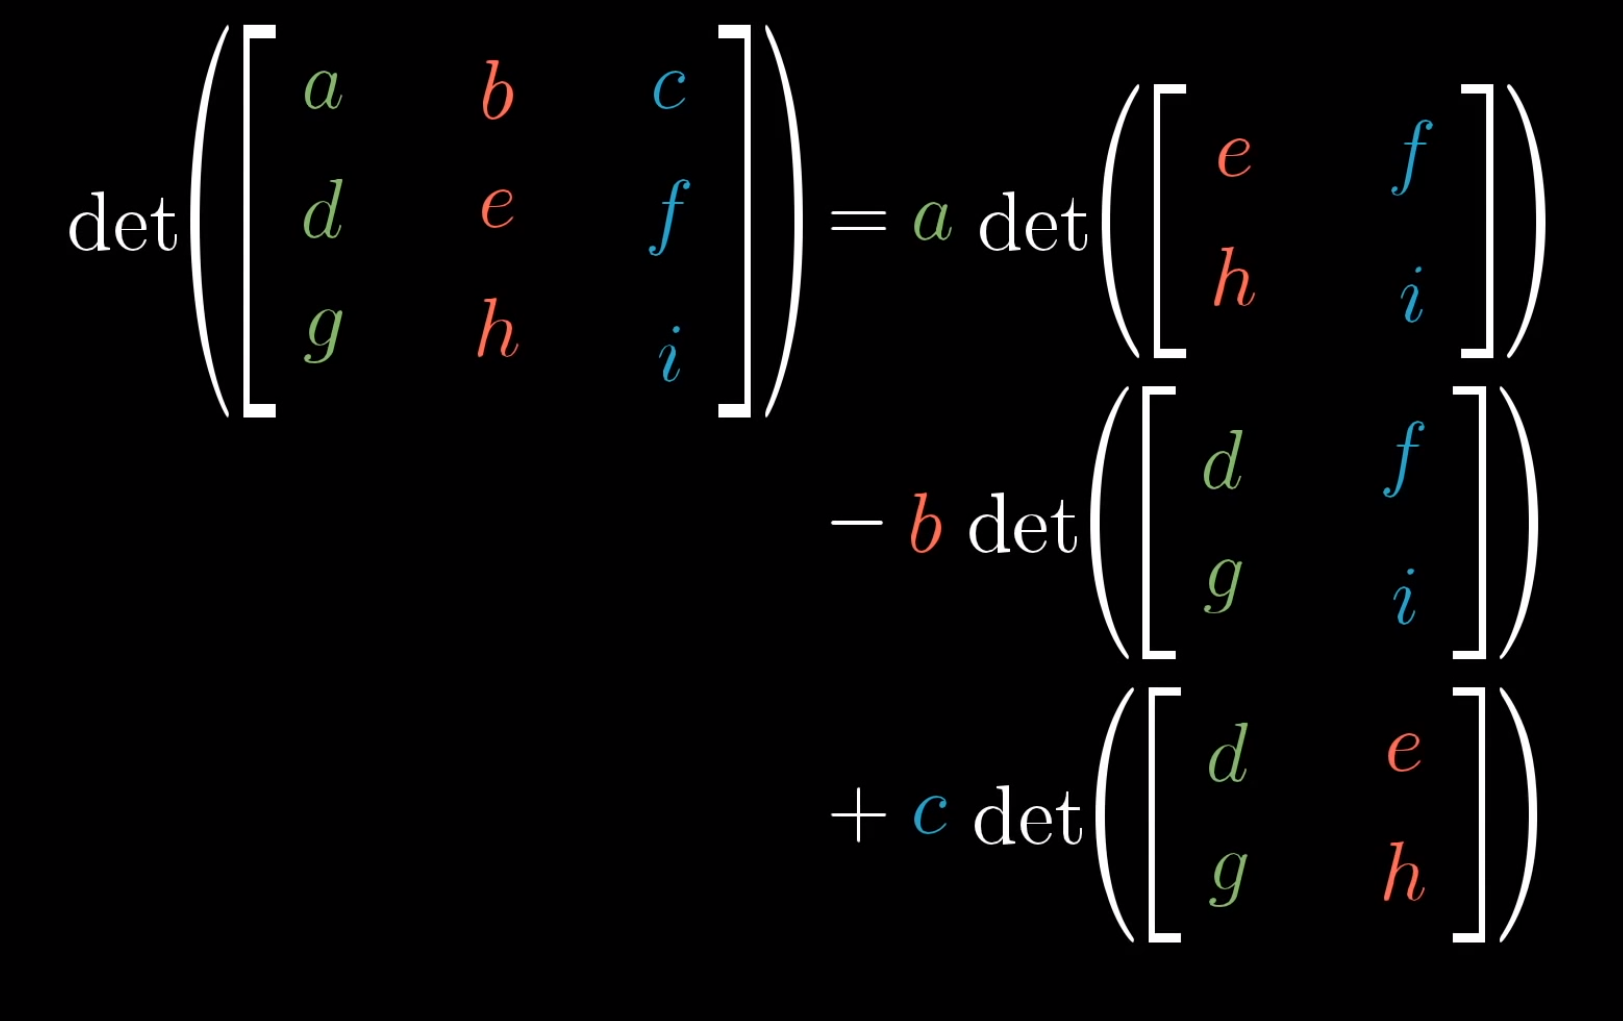 det([a b c
d e f
g h i]) = a det([e f
h i])
− b det([d f
g i])
+ c det([d e
g h])